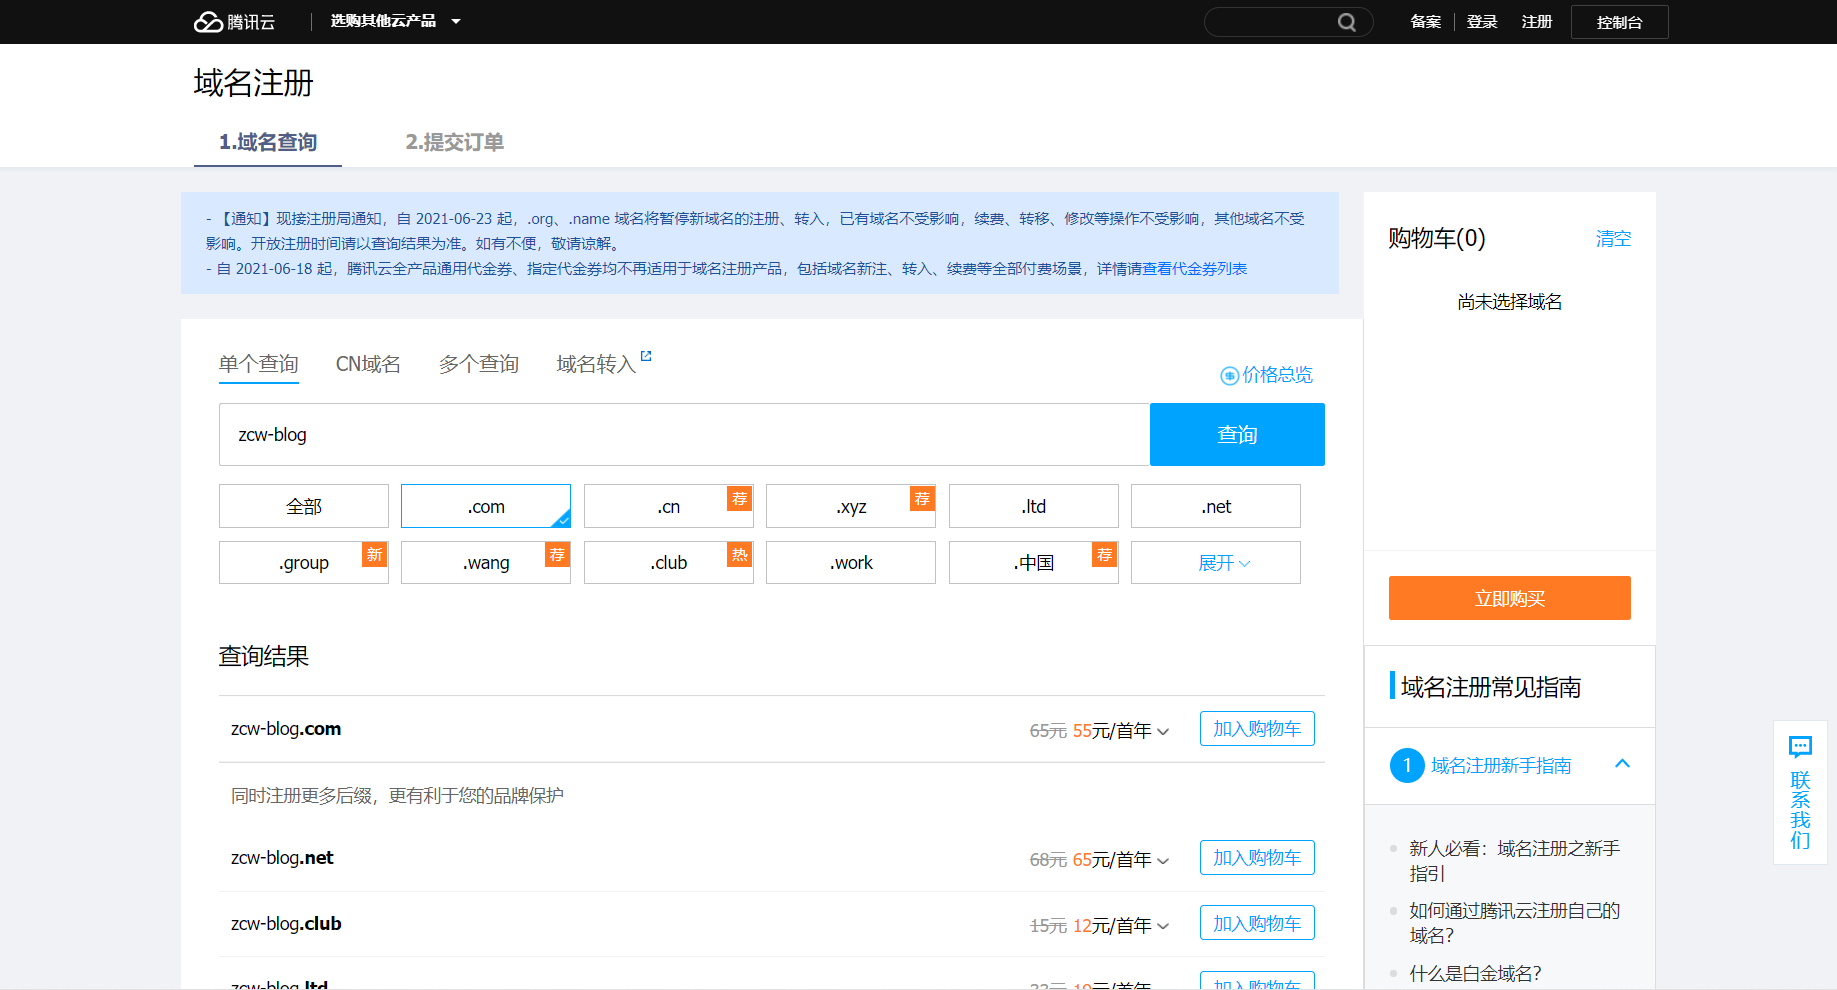 腾讯云
选购其他云产品
备案
登录
注册
控制台
域名注册
1.域名查询
2.提交订单
- 【通知】现接注册局通知，自 2021-06-23 起，.org、.name 域名将暂停新域名的注册、转入，已有域名不受影响，续费、转移、修改等操作不受影响，其他域名不受
影响。开放注册时间请以查询结果为准。如有不便，敬请谅解。
- 自 2021-06-18 起，腾讯云全产品通用代金券、指定代金券均不再适用于域名注册产品，包括域名新注、转入、续费等全部付费场景，详情请查看代金券列表
单个查询
CN域名
多个查询
域名转入
价格总览
zcw-blog
查询
全部
.com
.cn
荐
.xyz
荐
.ltd
.net
.group
新
.wang
荐
.club
热
.work
.中国
荐
展开
查询结果
zcw-blog.com
65元 55元/首年
加入购物车
同时注册更多后缀，更有利于您的品牌保护
zcw-blog.net
68元 65元/首年
加入购物车
zcw-blog.club
15元 12元/首年
加入购物车
zcw-blog.ltd
加入购物车
购物车(0)
清空
尚未选择域名
立即购买
域名注册常见指南
1
域名注册新手指南
新人必看：域名注册之新手
指引
如何通过腾讯云注册自己的
域名？
什么是白金域名？
联系我们